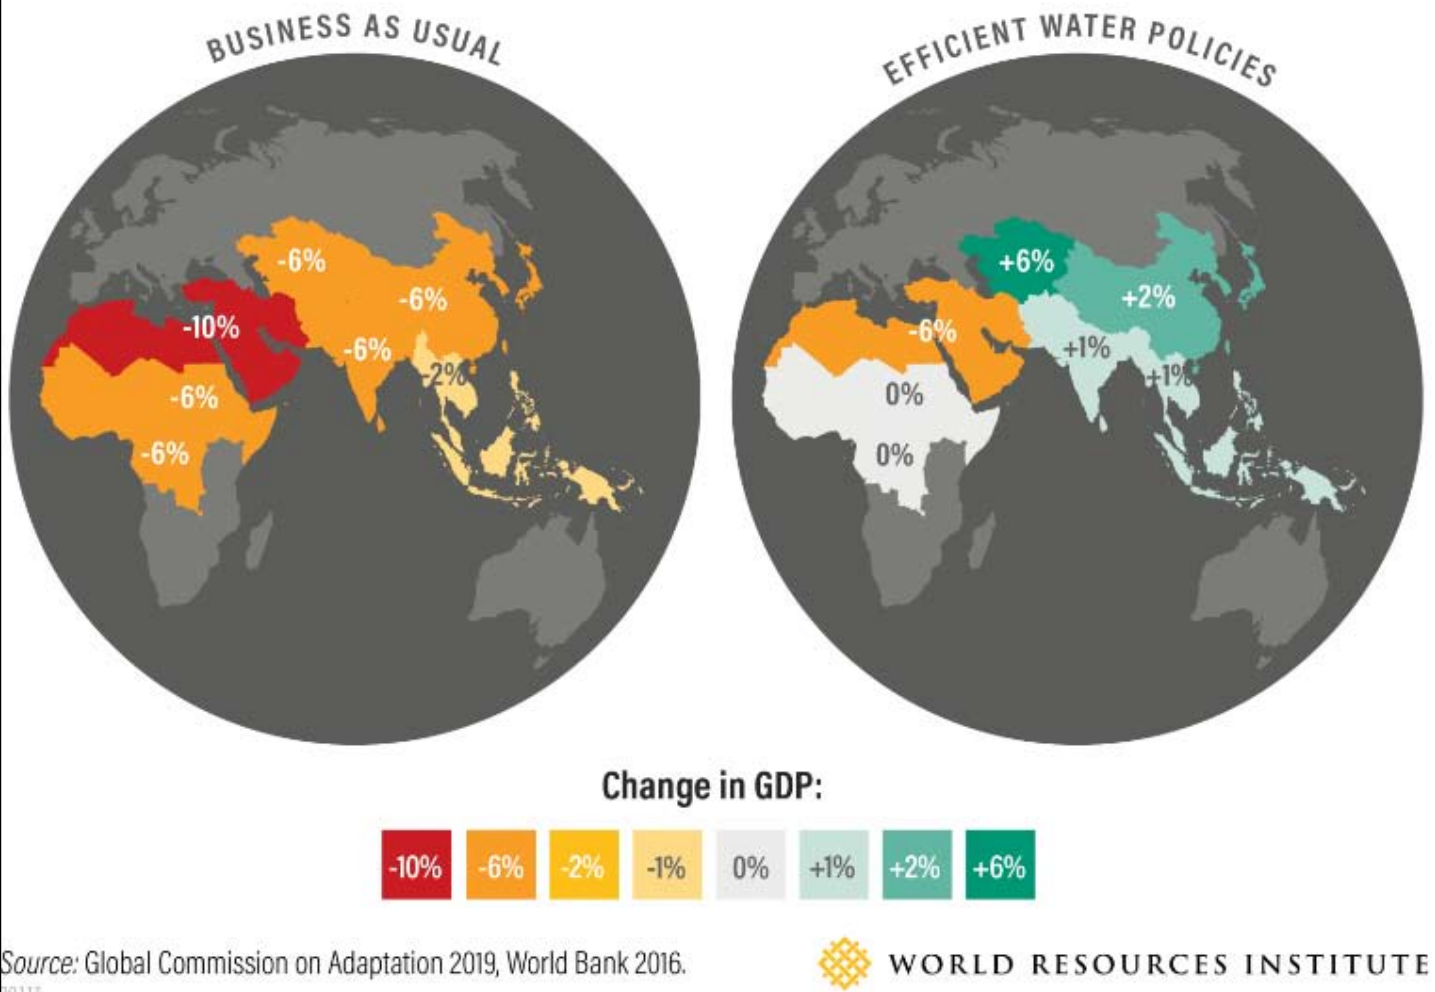 BUSINESS AS USUAL
-6%
-6%
-10%
-6%
-2%
-6%
-6%
EFFICIENT WATER POLICIES
+6%
+2%
-6%
+1%
+1%
0%
0%
Change in GDP:
-10% -6% -2% -1% 0% +1% +2% +6%
Source: Global Commission on Adaptation 2019, World Bank 2016.
WORLD RESOURCES INSTITUTE